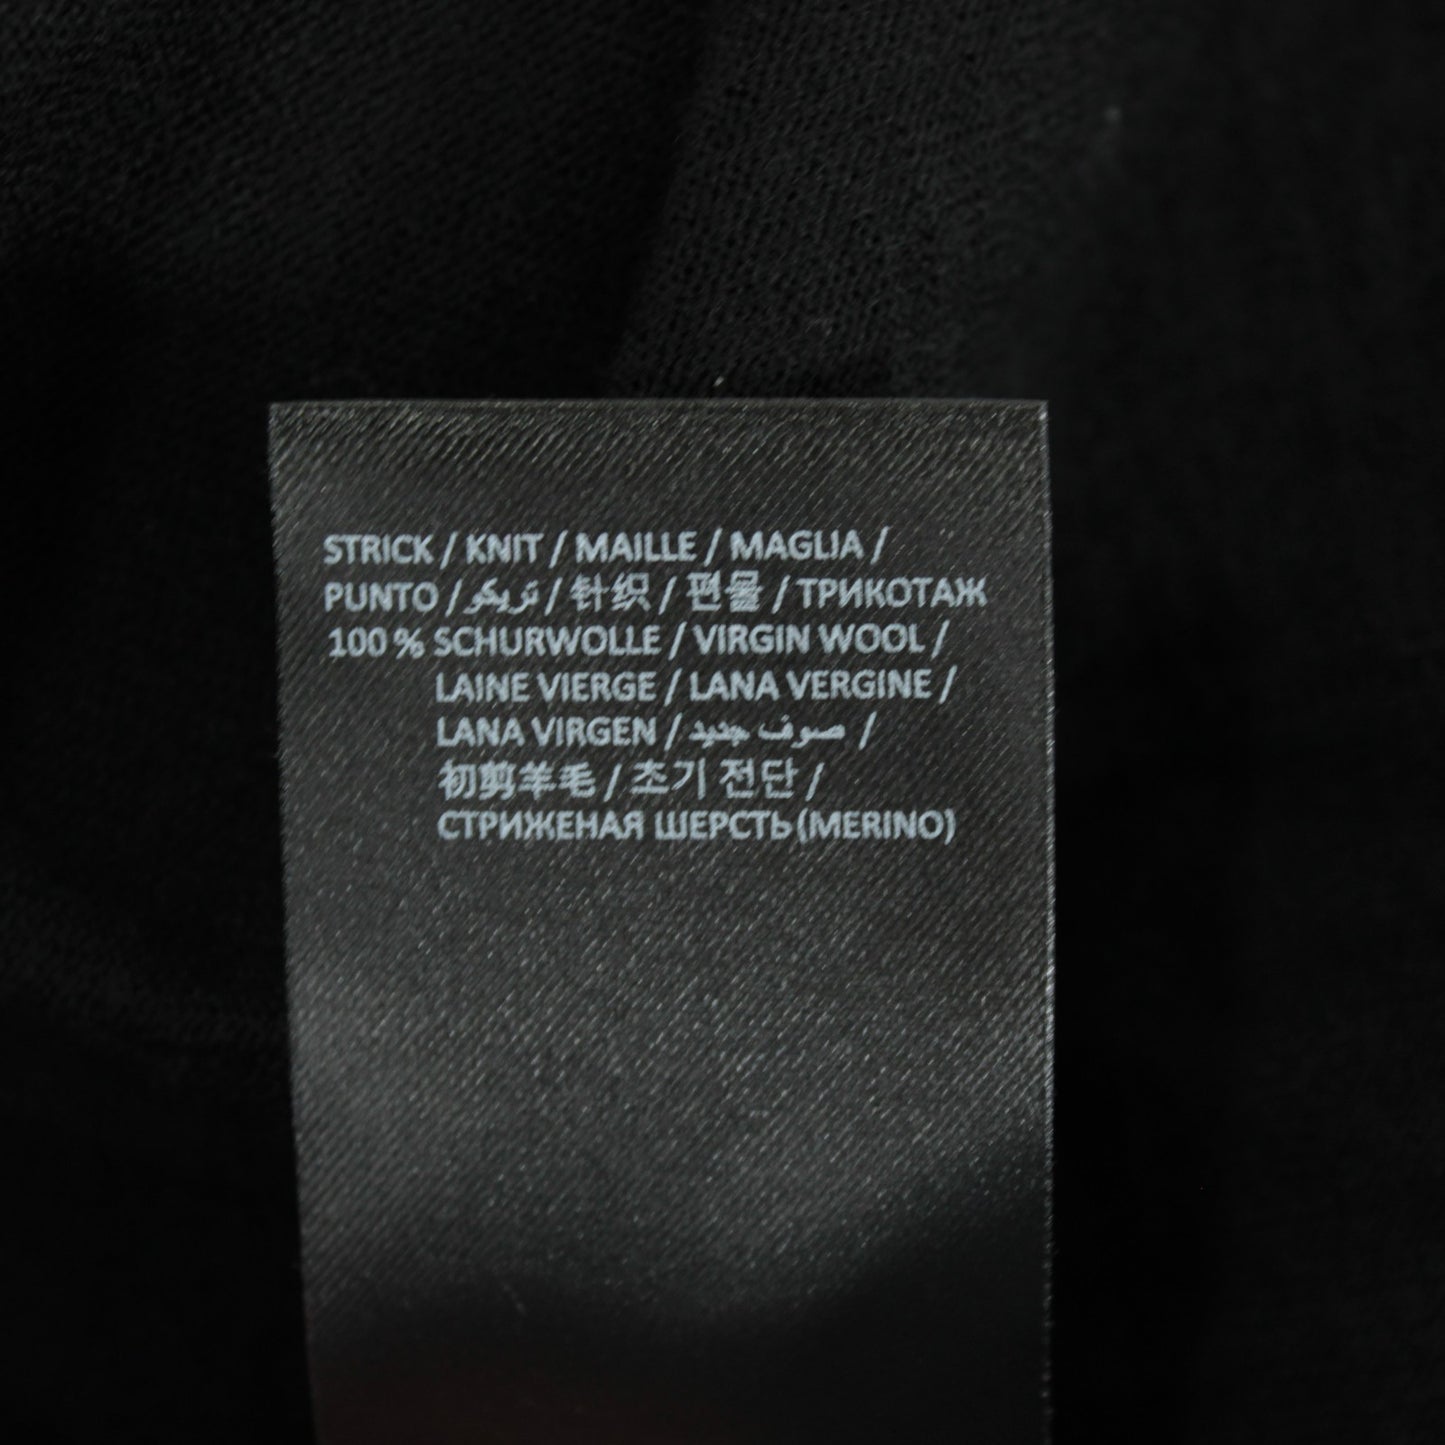 STRICK / KNIT / MAILLE / MAGLIA /
PUNTO / تريكو / 针织 / 편물 / ТРИКОТАЖ
100 % SCHURWOLLE / VIRGIN WOOL /
LAINE VIERGE / LANA VERGINE /
LANA VIRGEN / صوف جديد /
初剪羊毛 / 초기 전단 /
СТРИЖЕНАЯ ШЕРСТЬ (MERINO)